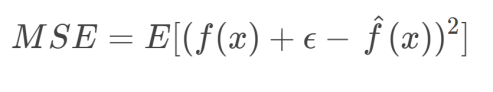 MSE = E[(f(x) + ϵ − f̂(x))²]